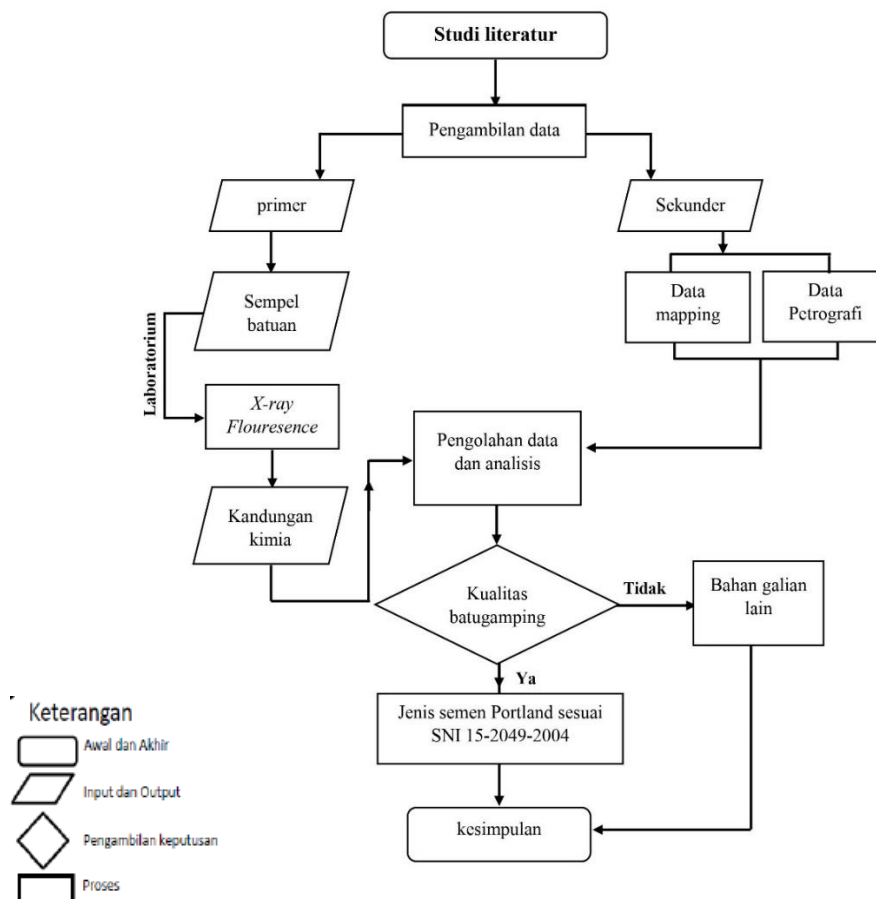 Studi literatur
Pengambilan data
primer
Sekunder
Sempel
batuan
Data
mapping
Data
Petrografi
Laboratorium
X-ray
Flouresence
Pengolahan data
dan analisis
Kandungan
kimia
Kualitas
batugamping
Tidak
Bahan galian
lain
Ya
Jenis semen Portland sesuai
SNI 15-2049-2004
kesimpulan
Keterangan
Awal dan Akhir
Input dan Output
Pengambilan keputusan
Proses